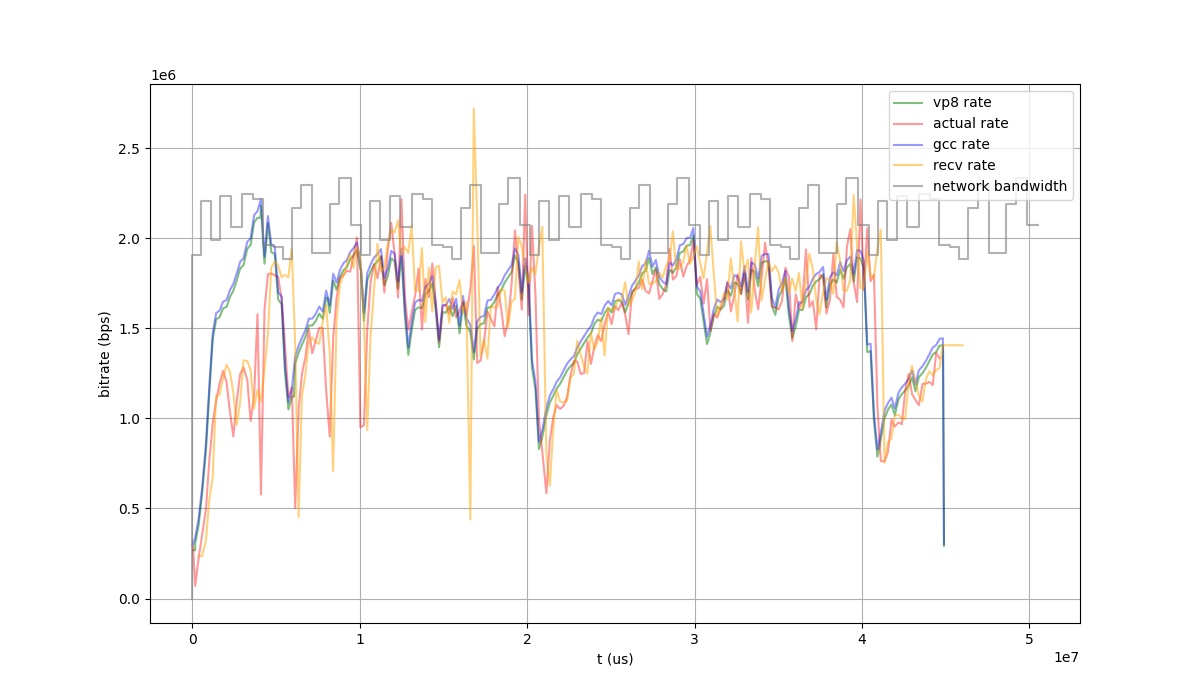 1e6
vp8 rate
actual rate
gcc rate
recv rate
network bandwidth
2.5
2.0
1.5
1.0
0.5
0.0
bitrate (bps)
0 1 2 3 4 5
t (us)
1e7